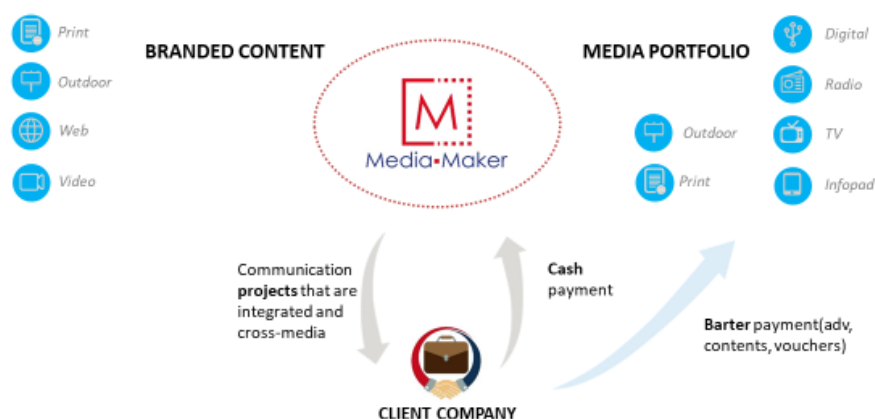 Print
Outdoor
Web
Video
BRANDED CONTENT
M
Media-Maker
MEDIA PORTFOLIO
Digital
Radio
Outdoor
TV
Print
Infopad
Communication
projects that are
integrated and
cross-media
Cash
payment
Barter payment(adv,
contents, vouchers)
CLIENT COMPANY